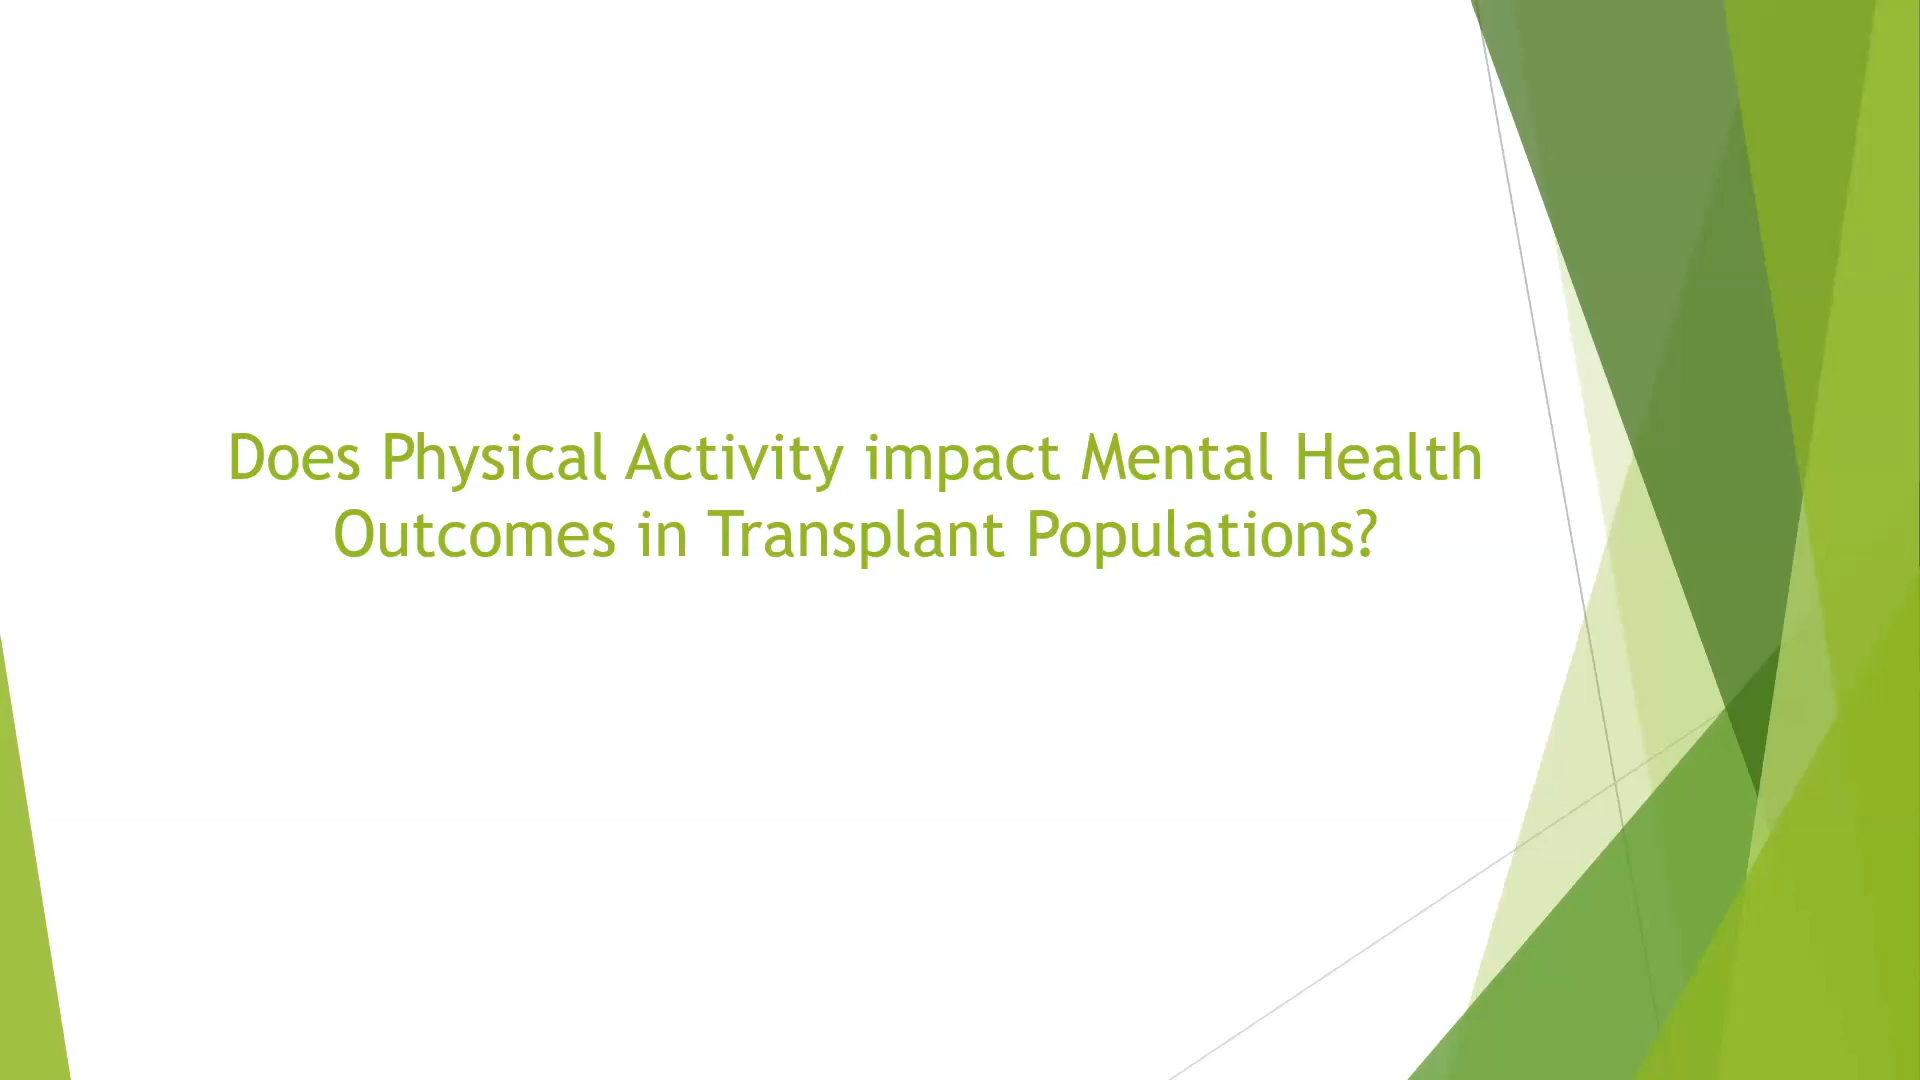 Does Physical Activity impact Mental Health
Outcomes in Transplant Populations?